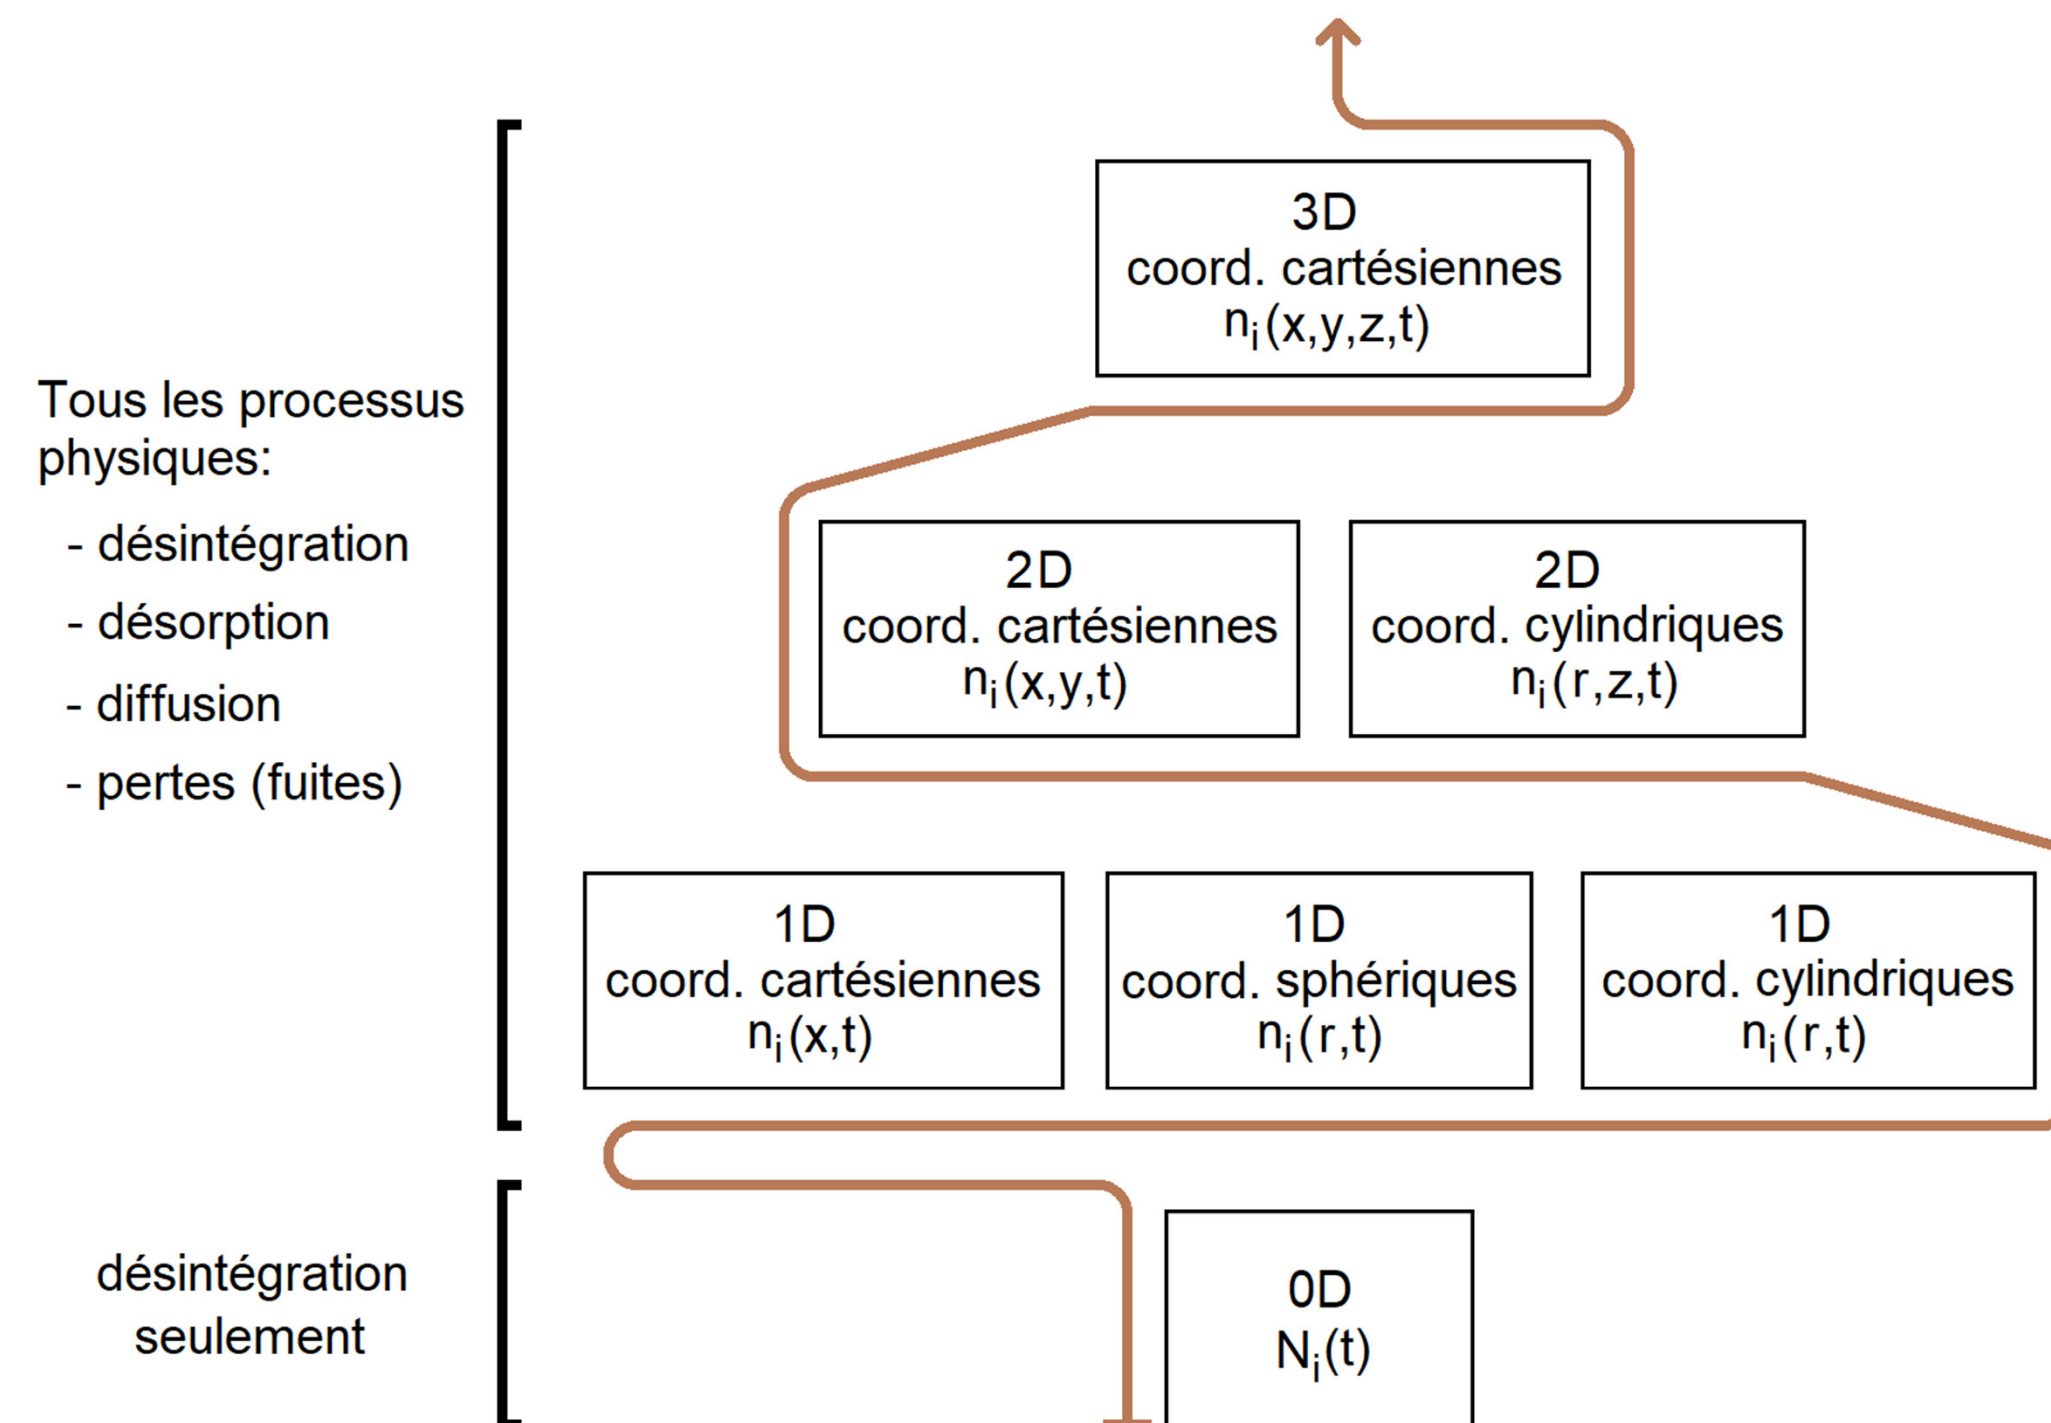 3D
coord. cartésiennes
nᵢ(x,y,z,t)
Tous les processus
physiques:
- désintégration
- désorption
- diffusion
- pertes (fuites)
2D
coord. cartésiennes
nᵢ(x,y,t)
2D
coord. cylindriques
nᵢ(r,z,t)
1D
coord. cartésiennes
nᵢ(x,t)
1D
coord. sphériques
nᵢ(r,t)
1D
coord. cylindriques
nᵢ(r,t)
désintégration
seulement
0D
Nᵢ(t)